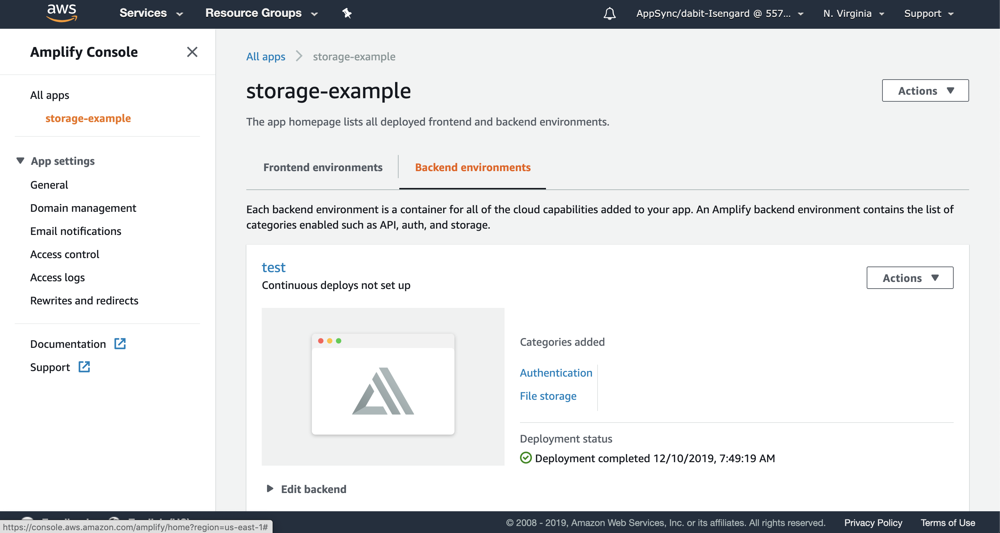 aws Services Resource Groups AppSync/dabit-Isengard @ 557... N. Virginia Support
Amplify Console
All apps
storage-example
App settings
General
Domain management
Email notifications
Access control
Access logs
Rewrites and redirects
Documentation
Support
All apps storage-example
storage-example
Actions
The app homepage lists all deployed frontend and backend environments.
Frontend environments Backend environments
Each backend environment is a container for all of the cloud capabilities added to your app. An Amplify backend environment contains the list of
categories enabled such as API, auth, and storage.
test
Actions
Continuous deploys not set up
Categories added
Authentication
File storage
Deployment status
Deployment completed 12/10/2019, 7:49:19 AM
Edit backend
https://console.aws.amazon.com/amplify/home?region=us-east-1#
© 2008 - 2019, Amazon Web Services, Inc. or its affiliates. All rights reserved. Privacy Policy Terms of Use